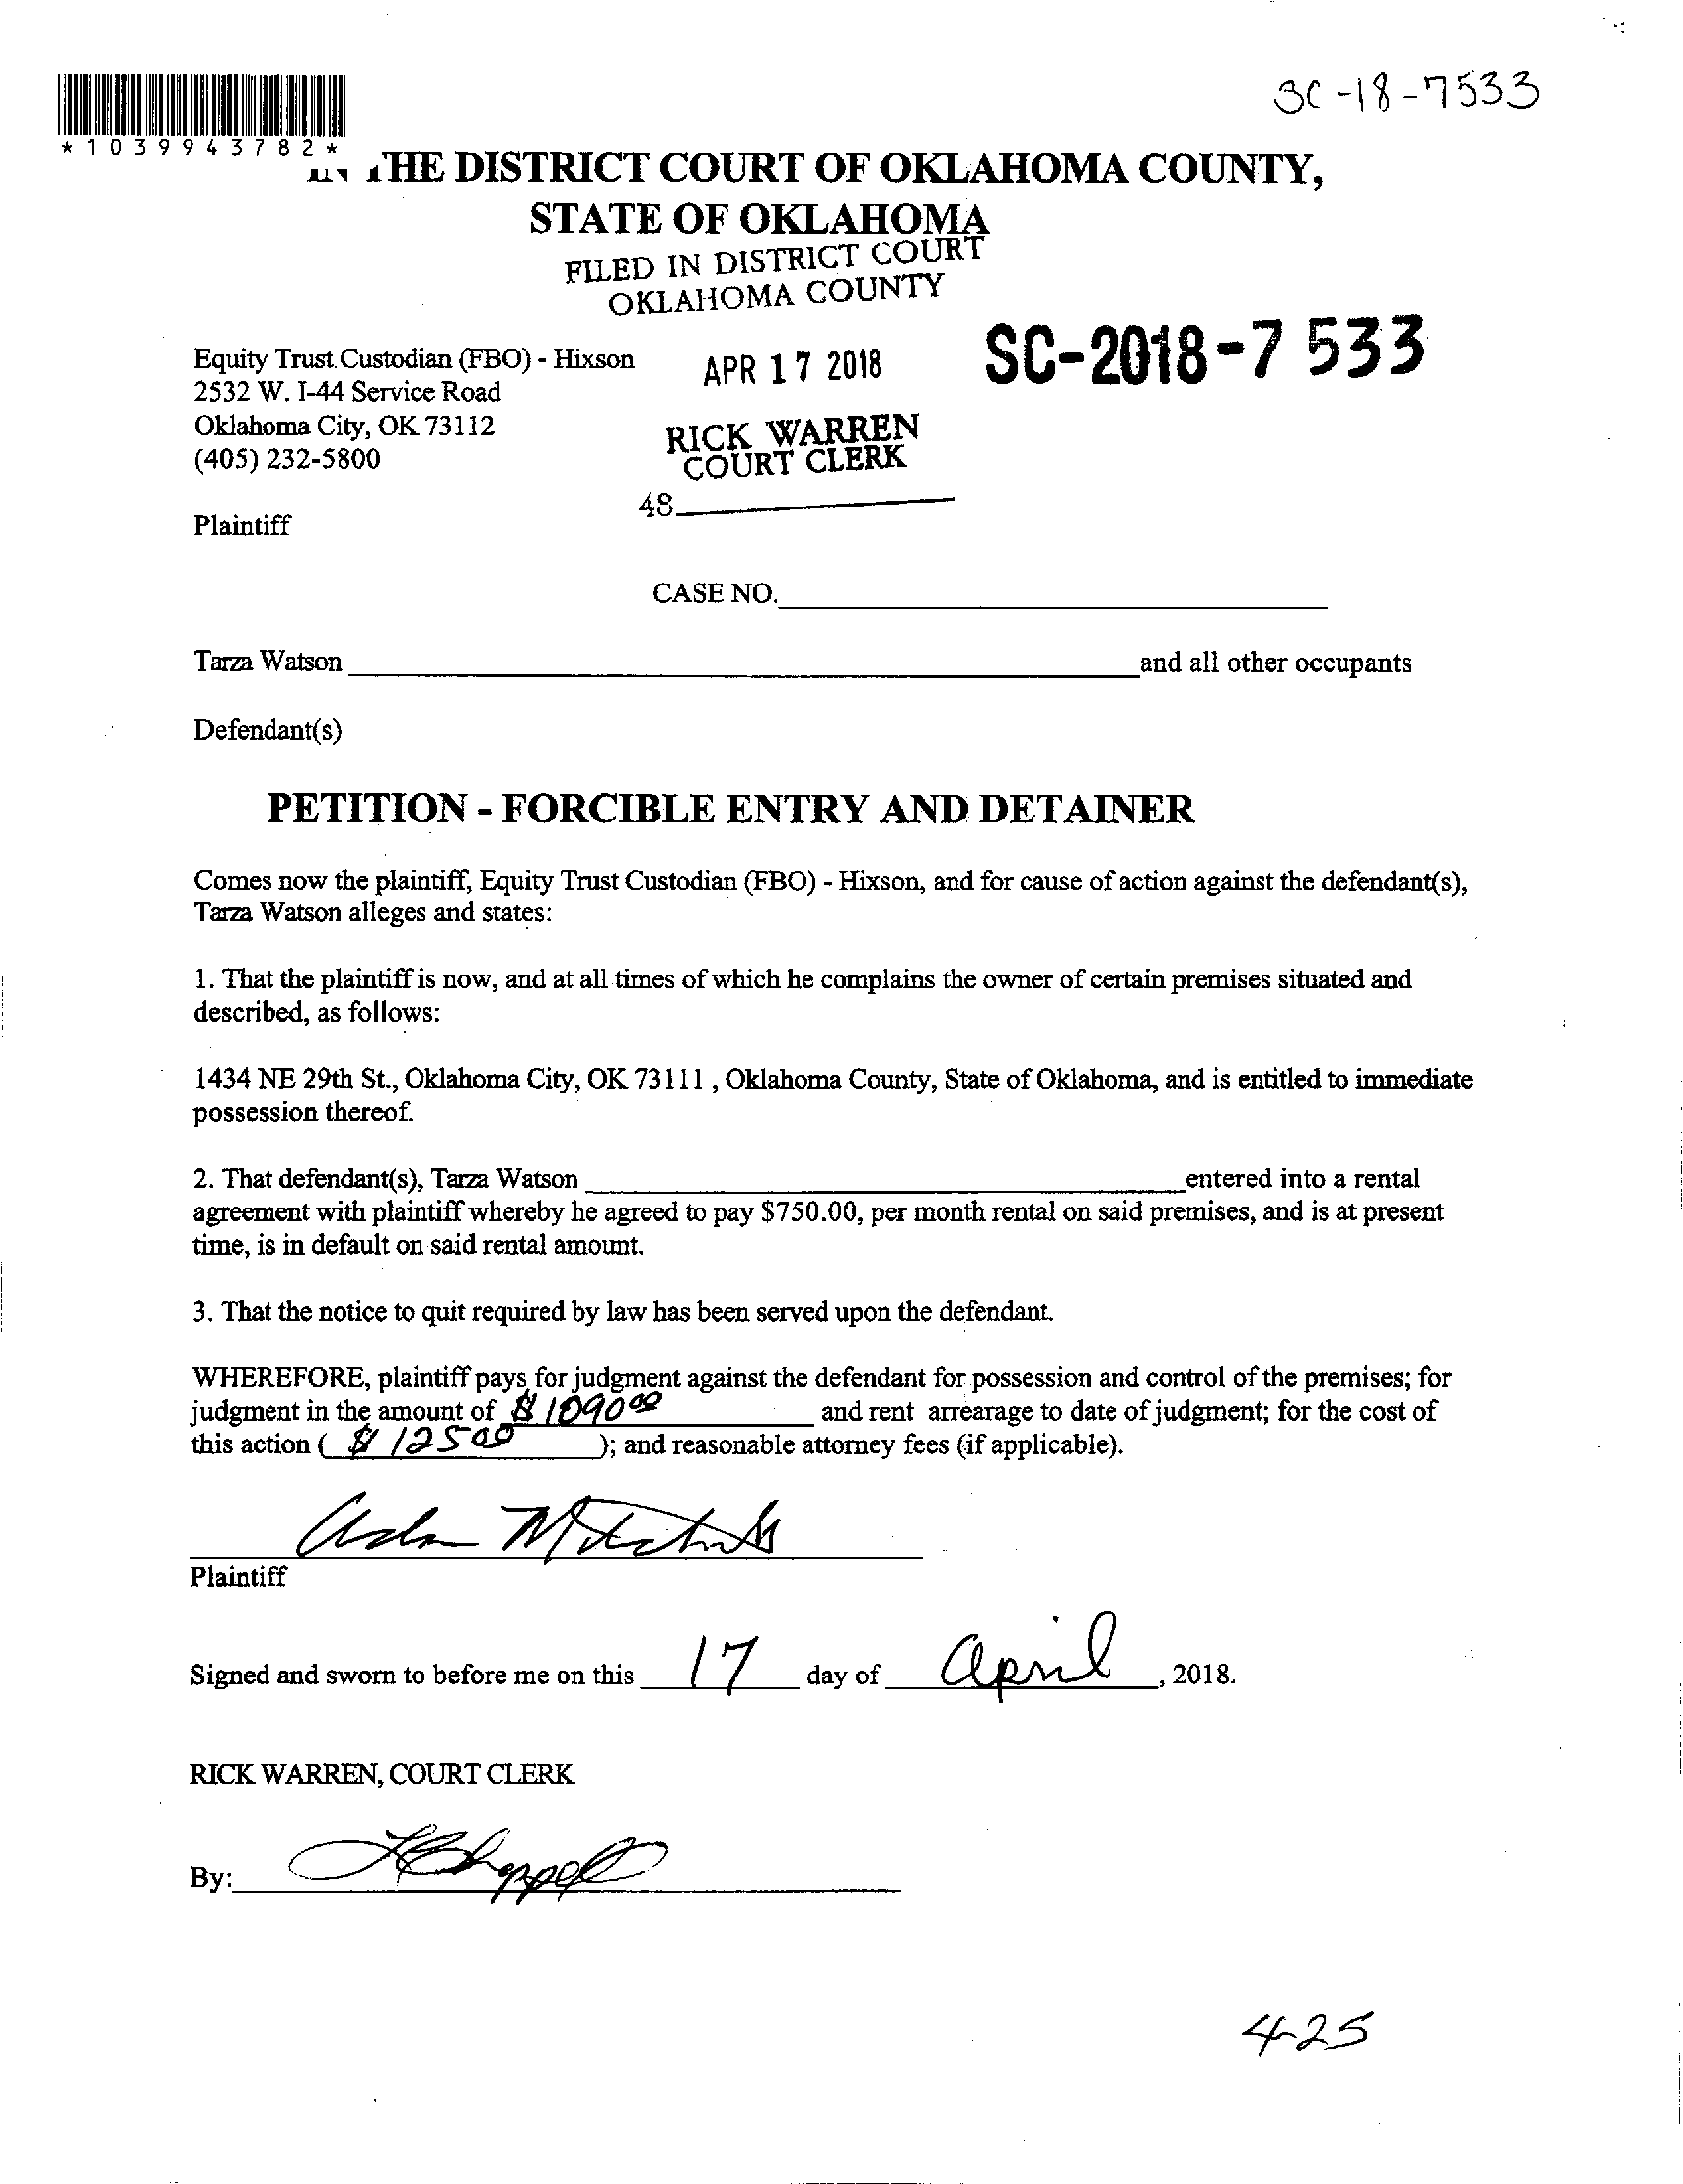 SC-18-7533
*1039943782*
THE DISTRICT COURT OF OKLAHOMA COUNTY,
STATE OF OKLAHOMA
FILED IN DISTRICT COURT
OKLAHOMA COUNTY
Equity Trust Custodian (FBO) - Hixson
2532 W. I-44 Service Road
Oklahoma City, OK 73112
(405) 232-5800
APR 17 2018
SC-2018-7533
RICK WARREN
COURT CLERK
48
Plaintiff
CASE NO.
Tarza Watson and all other occupants
Defendant(s)
PETITION - FORCIBLE ENTRY AND DETAINER
Comes now the plaintiff, Equity Trust Custodian (FBO) - Hixson, and for cause of action against the defendant(s),
Tarza Watson alleges and states:
1. That the plaintiff is now, and at all times of which he complains the owner of certain premises situated and
described, as follows:
1434 NE 29th St., Oklahoma City, OK 73111 , Oklahoma County, State of Oklahoma, and is entitled to immediate
possession thereof.
2. That defendant(s), Tarza Watson entered into a rental
agreement with plaintiff whereby he agreed to pay $750.00, per month rental on said premises, and is at present
time, is in default on said rental amount.
3. That the notice to quit required by law has been served upon the defendant.
WHEREFORE, plaintiff pays for judgment against the defendant for possession and control of the premises; for
judgment in the amount of $ 1090 00 and rent arrearage to date of judgment; for the cost of
this action ( $ 125 00 ); and reasonable attorney fees (if applicable).
Plaintiff
Signed and sworn to before me on this 17 day of April , 2018.
RICK WARREN, COURT CLERK
By:
4-25